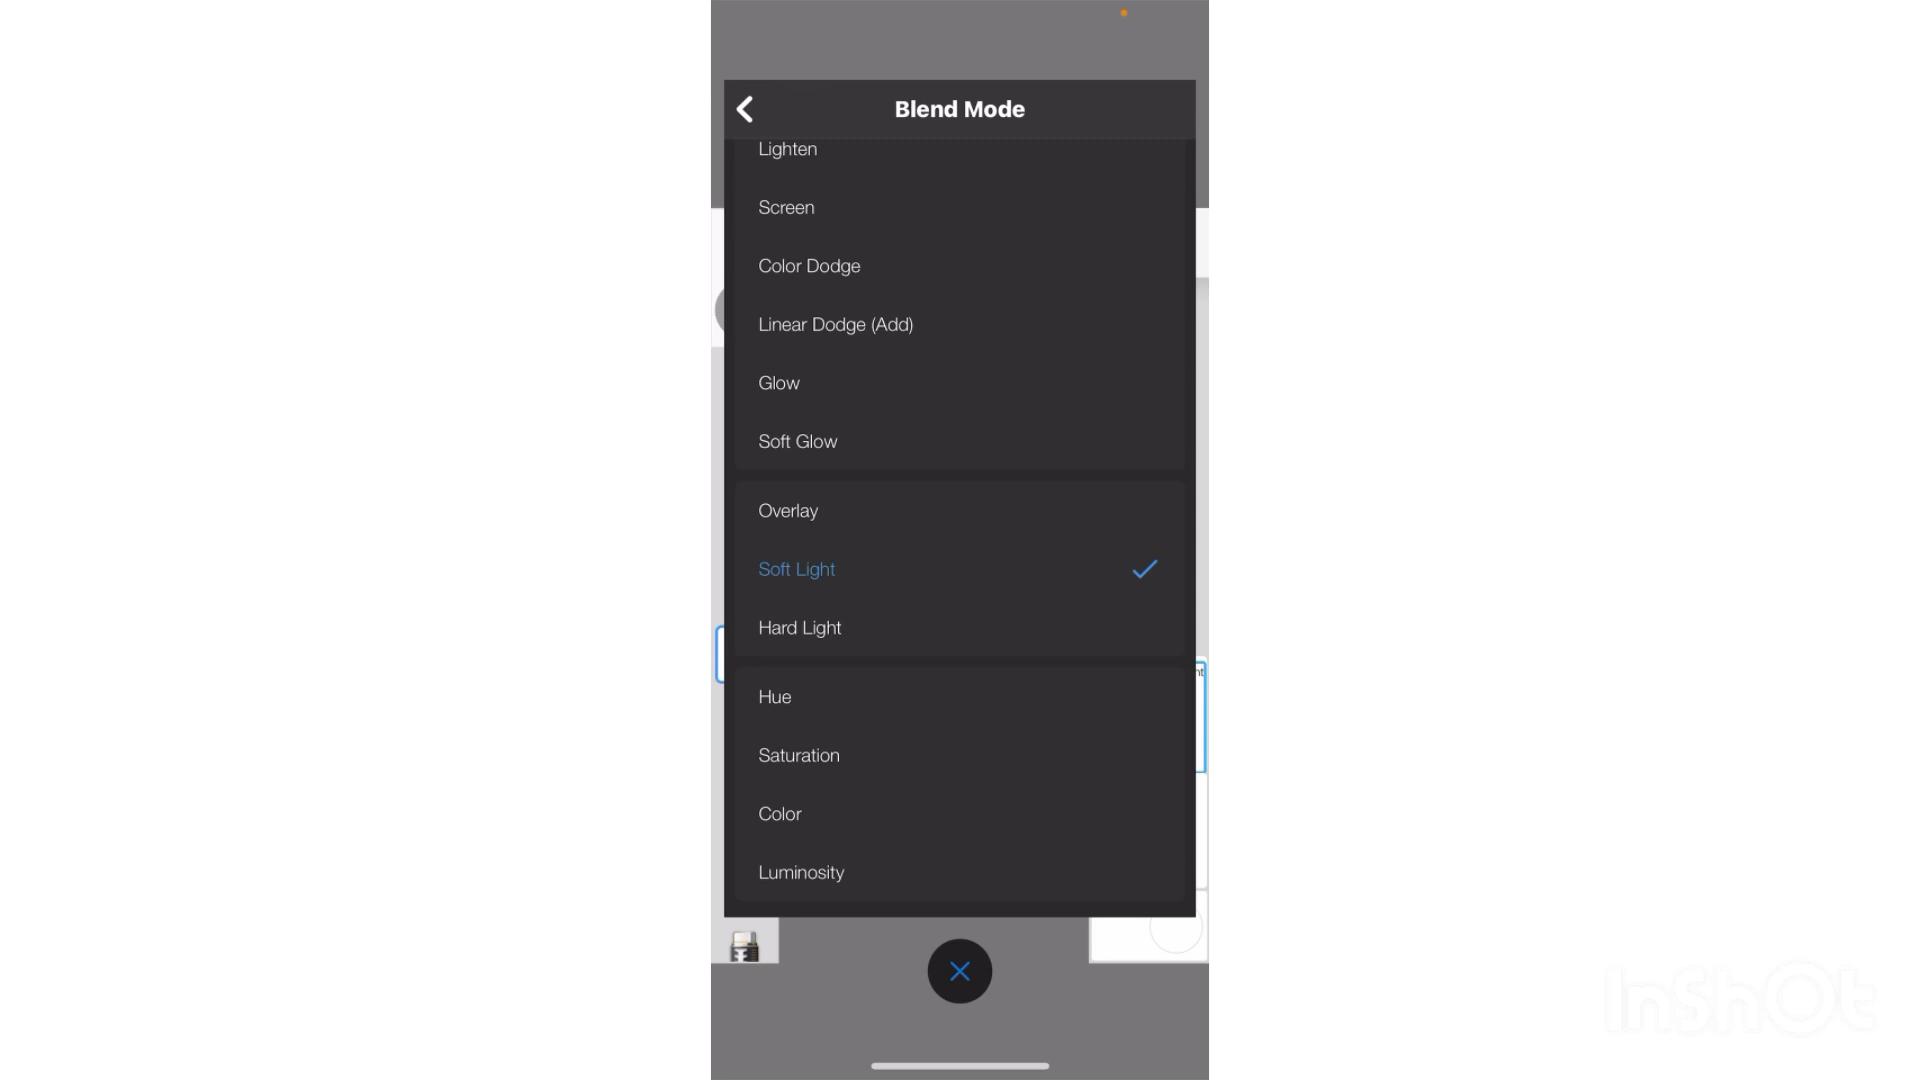 Blend Mode
Lighten
Screen
Color Dodge
Linear Dodge (Add)
Glow
Soft Glow
Overlay
Soft Light
Hard Light
Hue
Saturation
Color
Luminosity
InShOt